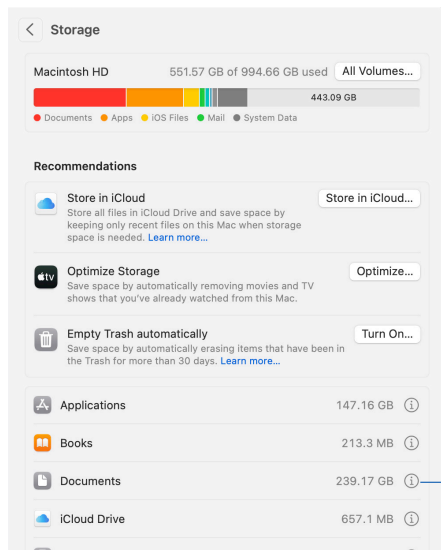 Storage
Macintosh HD 551.57 GB of 994.66 GB used All Volumes...
443.09 GB
Documents Apps iOS Files Mail System Data
Recommendations
Store in iCloud Store in iCloud...
Store all files in iCloud Drive and save space by
keeping only recent files on this Mac when storage
space is needed. Learn more...
tv
Optimize Storage Optimize...
Save space by automatically removing movies and TV
shows that you've already watched from this Mac.
Empty Trash automatically Turn On...
Save space by automatically erasing items that have been in
the Trash for more than 30 days. Learn more...
Applications 147.16 GB
Books 213.3 MB
Documents 239.17 GB
iCloud Drive 657.1 MB